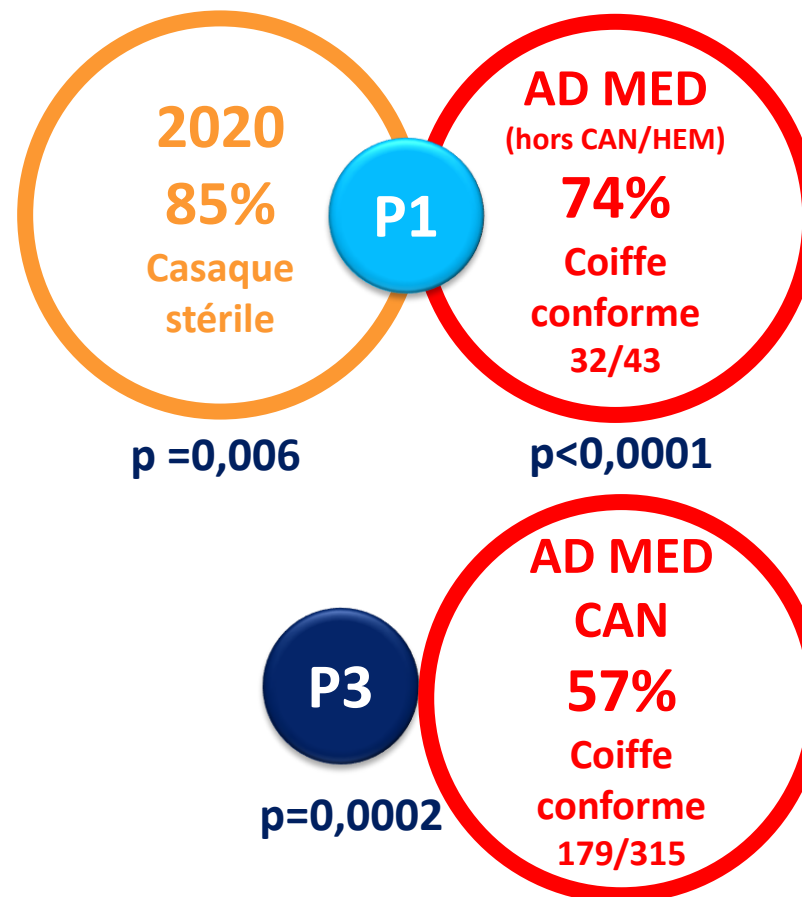 2020
85%
Casaque
stérile
P1
AD MED
(hors CAN/HEM)
74%
Coiffe
conforme
32/43
p =0,006
p<0,0001
P3
AD MED
CAN
57%
Coiffe
conforme
179/315
p=0,0002